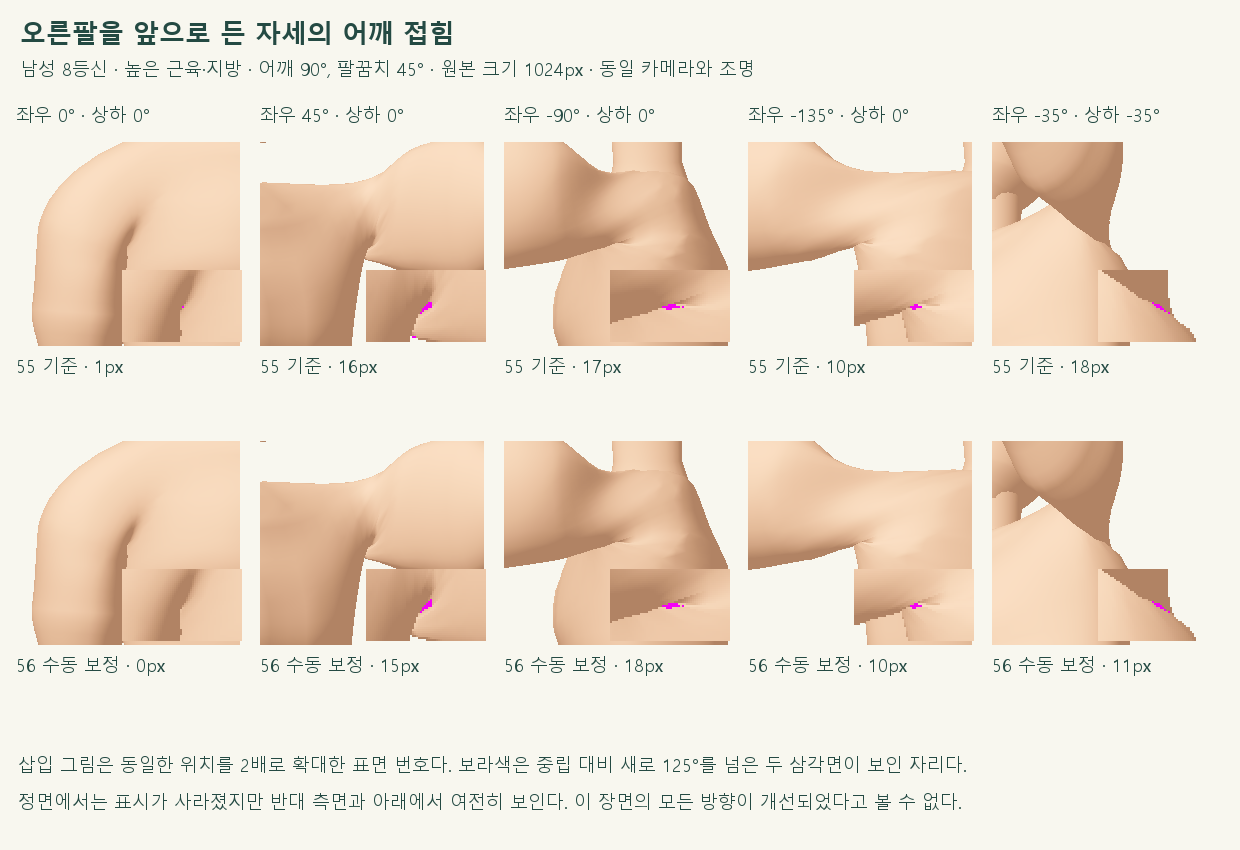 오른팔을 앞으로 든 자세의 어깨 접힘
남성 8등신 · 높은 근육·지방 · 어깨 90°, 팔꿈치 45° · 원본 크기 1024px · 동일 카메라와 조명
좌우 0° · 상하 0°
좌우 45° · 상하 0°
좌우 -90° · 상하 0°
좌우 -135° · 상하 0°
좌우 -35° · 상하 -35°
55 기준 · 1px
55 기준 · 16px
55 기준 · 17px
55 기준 · 10px
55 기준 · 18px
56 수동 보정 · 0px
56 수동 보정 · 15px
56 수동 보정 · 18px
56 수동 보정 · 10px
56 수동 보정 · 11px
삽입 그림은 동일한 위치를 2배로 확대한 표면 번호다. 보라색은 중립 대비 새로 125°를 넘은 두 삼각면이 보인 자리다.
정면에서는 표시가 사라졌지만 반대 측면과 아래에서 여전히 보인다. 이 장면의 모든 방향이 개선되었다고 볼 수 없다.